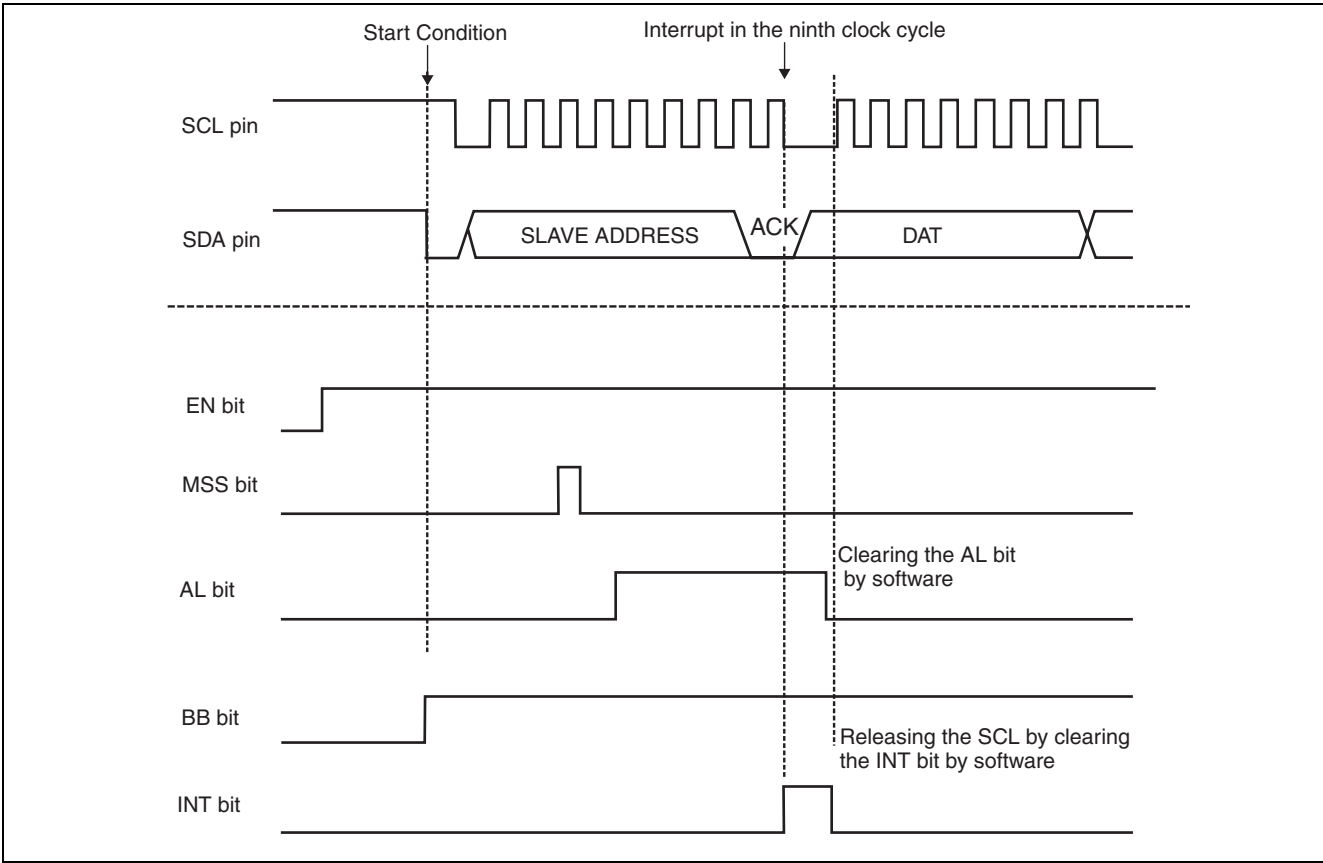 Start Condition
Interrupt in the ninth clock cycle
SCL pin
SDA pin
SLAVE ADDRESS
ACK
DAT
EN bit
MSS bit
Clearing the AL bit
by software
AL bit
BB bit
Releasing the SCL by clearing
the INT bit by software
INT bit